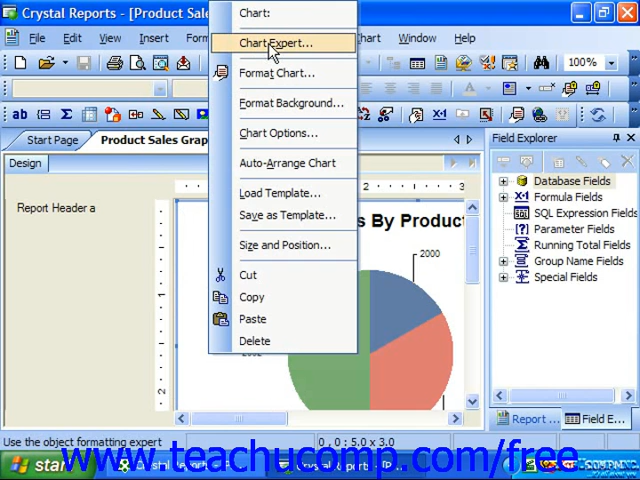 Crystal Reports - [Product Sale
Chart:
File Edit View Insert For Chart Window Help
Chart Expert...
100%
Format Chart...
Format Background...
Chart Options...
Start Page Product Sales Grap Field Explorer
Design
Auto-Arrange Chart
Database Fields
Load Template...
Formula Fields
Report Header a
Save as Template...
SQL Expression Fields
s By Product
Parameter Fields
Size and Position...
Running Total Fields
2000
Group Name Fields
Cut
Special Fields
Copy
Paste
Delete
Report ... Field E...
Use the object formatting expert 0 , 0 : 5.0 x 3.0
www.teachucomp.com/free
start